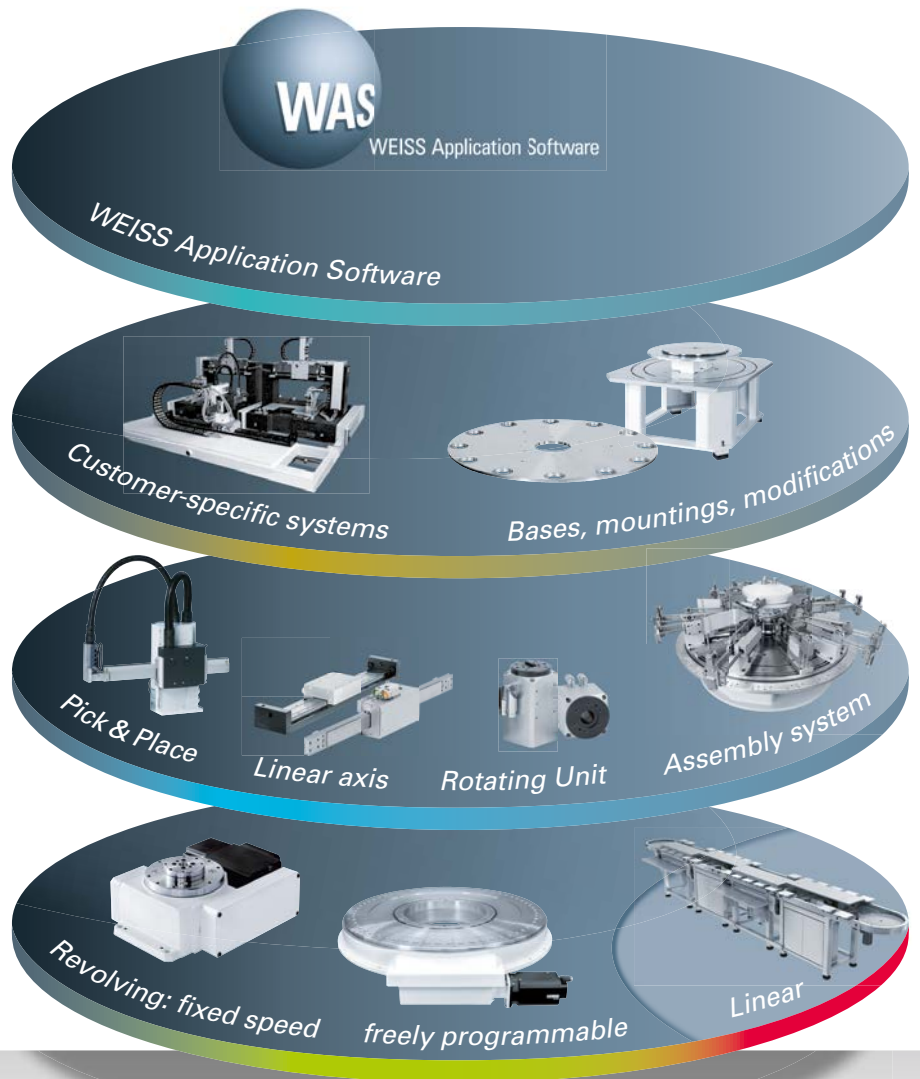 WAS
WEISS Application Software
WEISS Application Software
Customer-specific systems
Bases, mountings, modifications
Pick & Place
Linear axis
Rotating Unit
Assembly system
Revolving: fixed speed
freely programmable
Linear